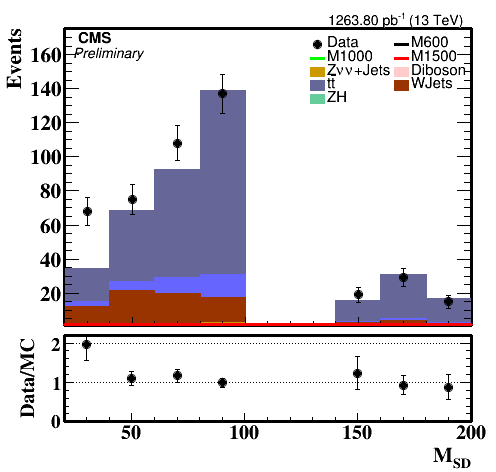 1263.80 pb⁻¹ (13 TeV)
CMS
Preliminary
Data
M600
M1000
M1500
Zνν+Jets
Diboson
tt
WJets
ZH
Events
160
140
120
100
80
60
40
20
Data/MC
2
1
0
50
100
150
200
M_SD